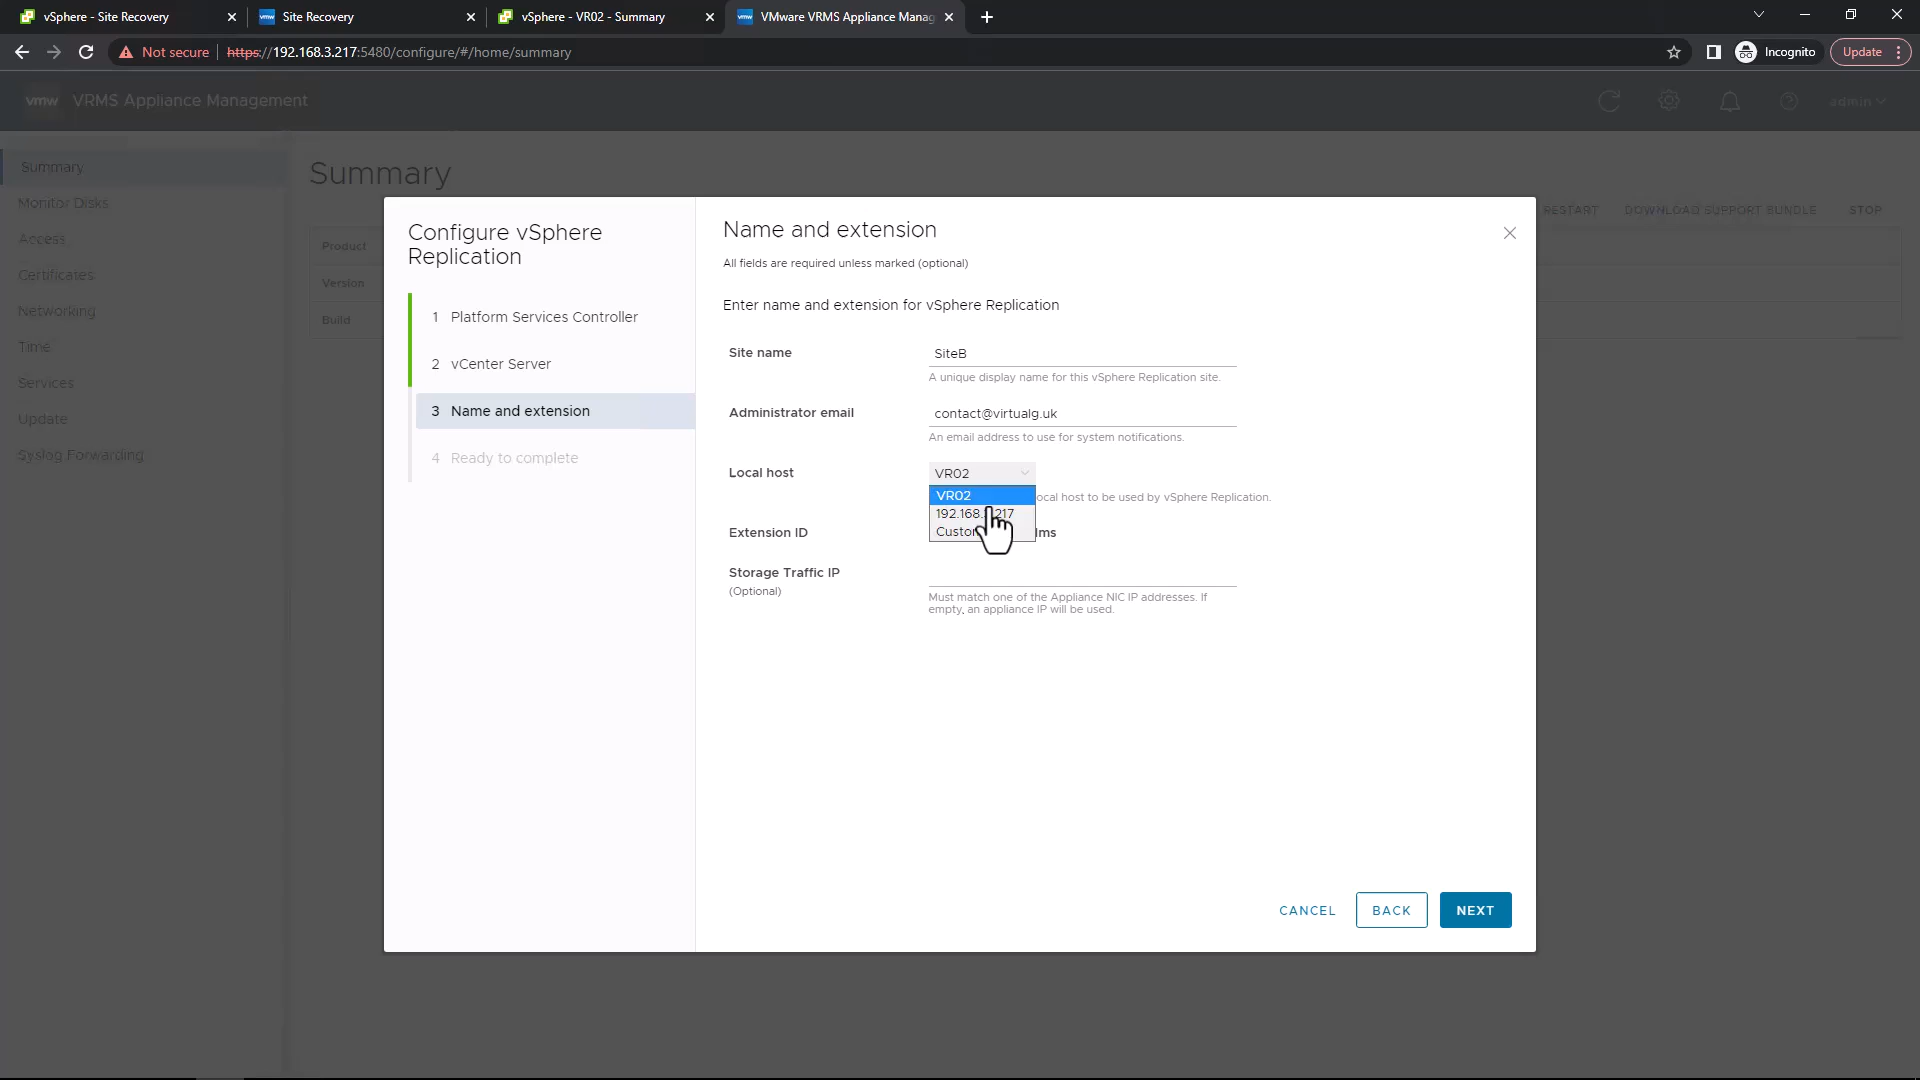 vSphere - Site Recovery
vmw Site Recovery
vSphere - VR02 - Summary
vmw VMware VRMS Appliance Manag
Not secure https://192.168.3.217:5480/configure/#/home/summary
Incognito
Update
vmw VRMS Appliance Management
admin
Summary
Monitor Disks
Access
Certificates
Networking
Time
Services
Update
Syslog Forwarding
Summary
RESTART DOWNLOAD SUPPORT BUNDLE STOP
Product
Version
Build
Configure vSphere
Replication
1 Platform Services Controller
2 vCenter Server
3 Name and extension
4 Ready to complete
Name and extension
All fields are required unless marked (optional)
Enter name and extension for vSphere Replication
Site name SiteB
A unique display name for this vSphere Replication site.
Administrator email contact@virtualg.uk
An email address to use for system notifications.
Local host VR02
VR02
ocal host to be used by vSphere Replication.
Extension ID
Storage Traffic IP
(Optional)
Must match one of the Appliance NIC IP addresses. If
empty, an appliance IP will be used.
CANCEL BACK NEXT